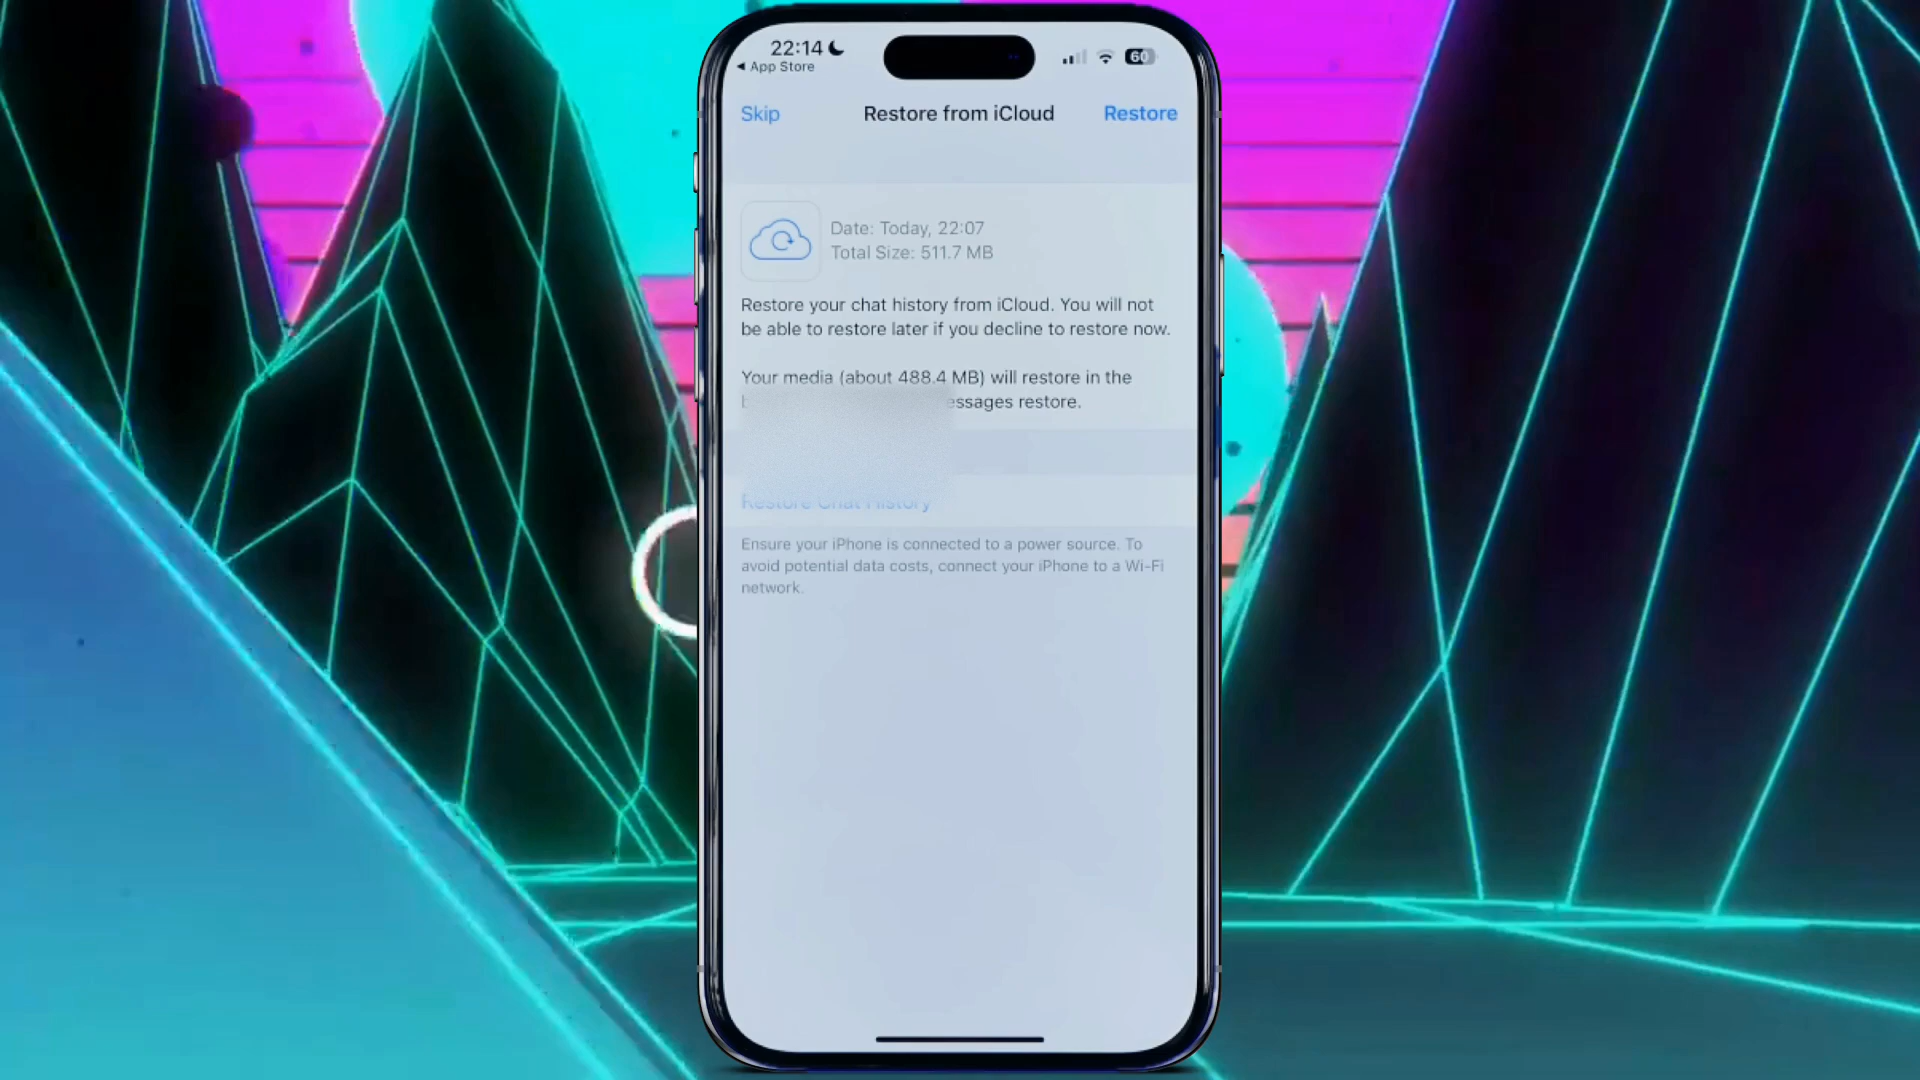 22:14
◀ App Store
60
Skip
Restore from iCloud
Restore
Date: Today, 22:07
Total Size: 511.7 MB
Restore your chat history from iCloud. You will not
be able to restore later if you decline to restore now.
Your media (about 488.4 MB) will restore in the
restore.
Restore Chat History
Ensure your iPhone is connected to a power source. To
avoid potential data costs, connect your iPhone to a Wi-Fi
network.